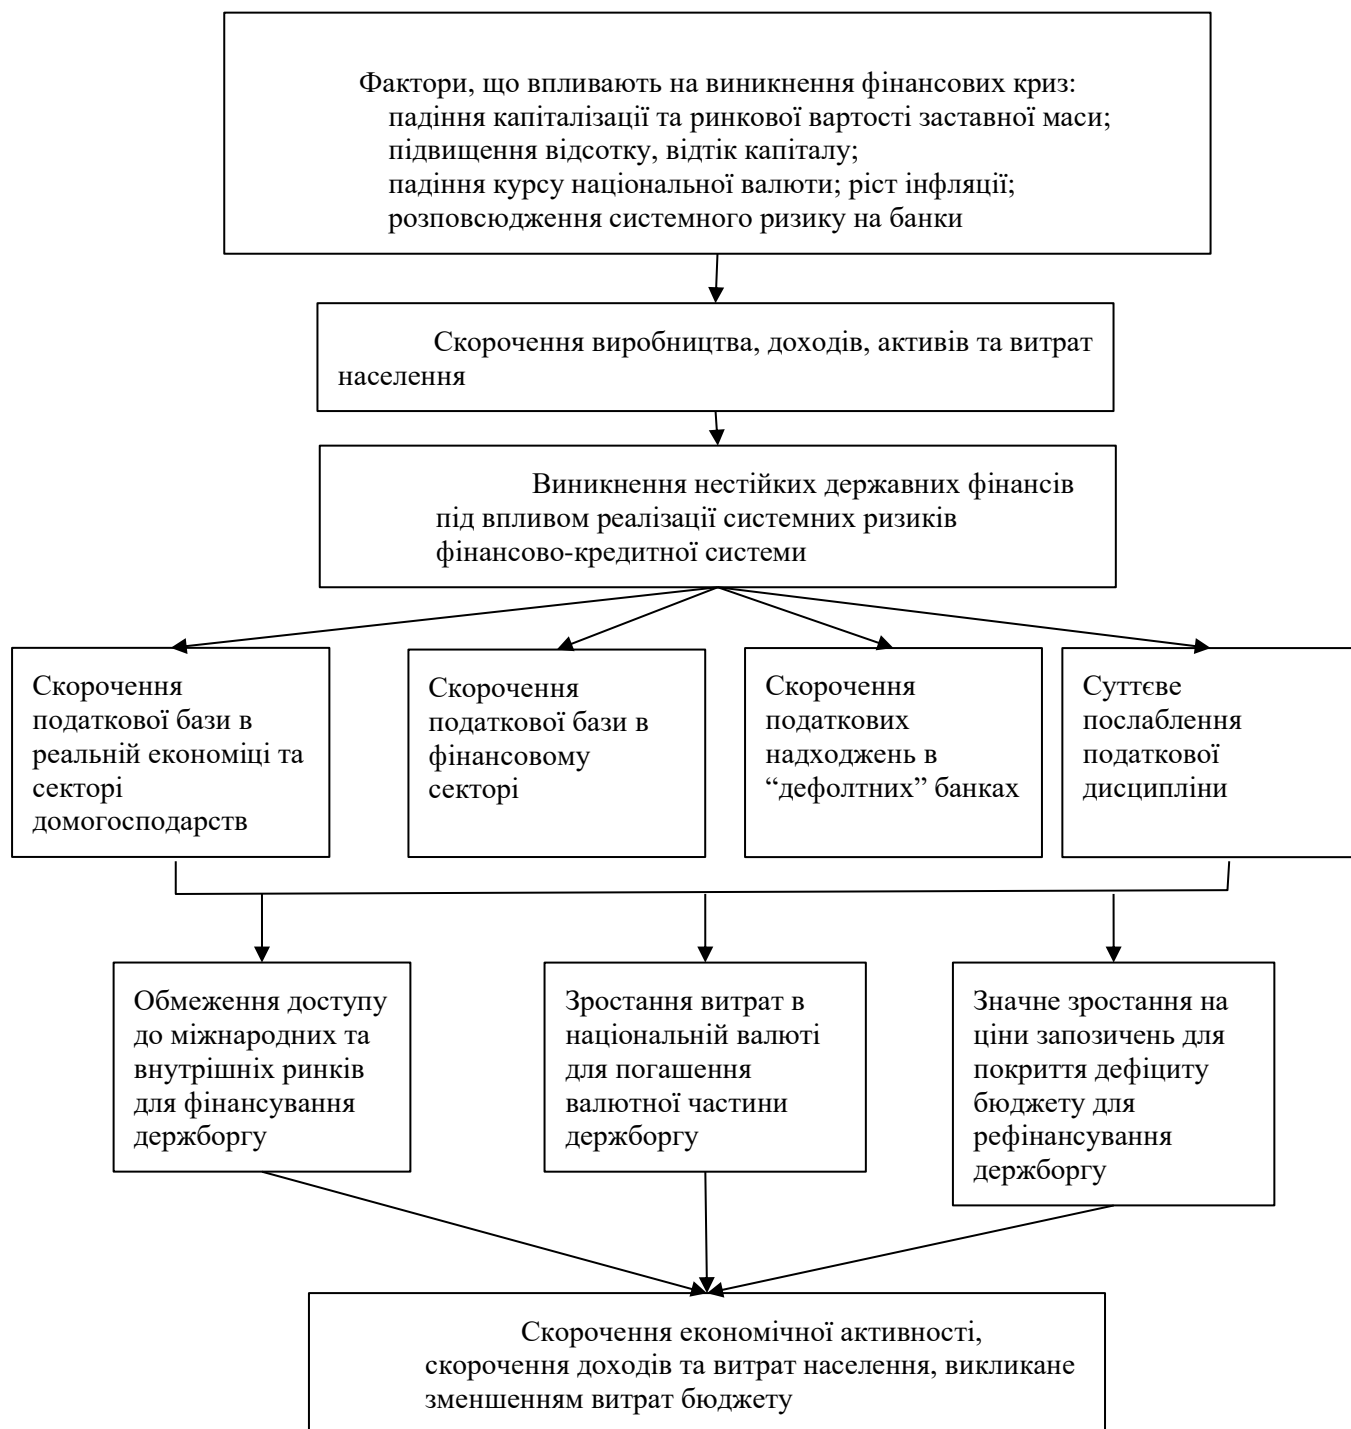 Фактори, що впливають на виникнення фінансових криз:
падіння капіталізації та ринкової вартості заставної маси;
підвищення відсотку, відтік капіталу;
падіння курсу національної валюти; ріст інфляції;
розповсюдження системного ризику на банки
Скорочення виробництва, доходів, активів та витрат
населення
Виникнення нестійких державних фінансів
під впливом реалізації системних ризиків
фінансово-кредитної системи
Скорочення
податкової бази в
реальній економіці та
секторі
домогосподарств
Скорочення
податкової бази в
фінансовому
секторі
Скорочення
податкових
надходжень в
“дефолтних” банках
Суттєве
послаблення
податкової
дисципліни
Обмеження доступу
до міжнародних та
внутрішніх ринків
для фінансування
держборгу
Зростання витрат в
національній валюті
для погашення
валютної частини
держборгу
Значне зростання на
ціни запозичень для
покриття дефіциту
бюджету для
рефінансування
держборгу
Скорочення економічної активності,
скорочення доходів та витрат населення, викликане
зменшенням витрат бюджету